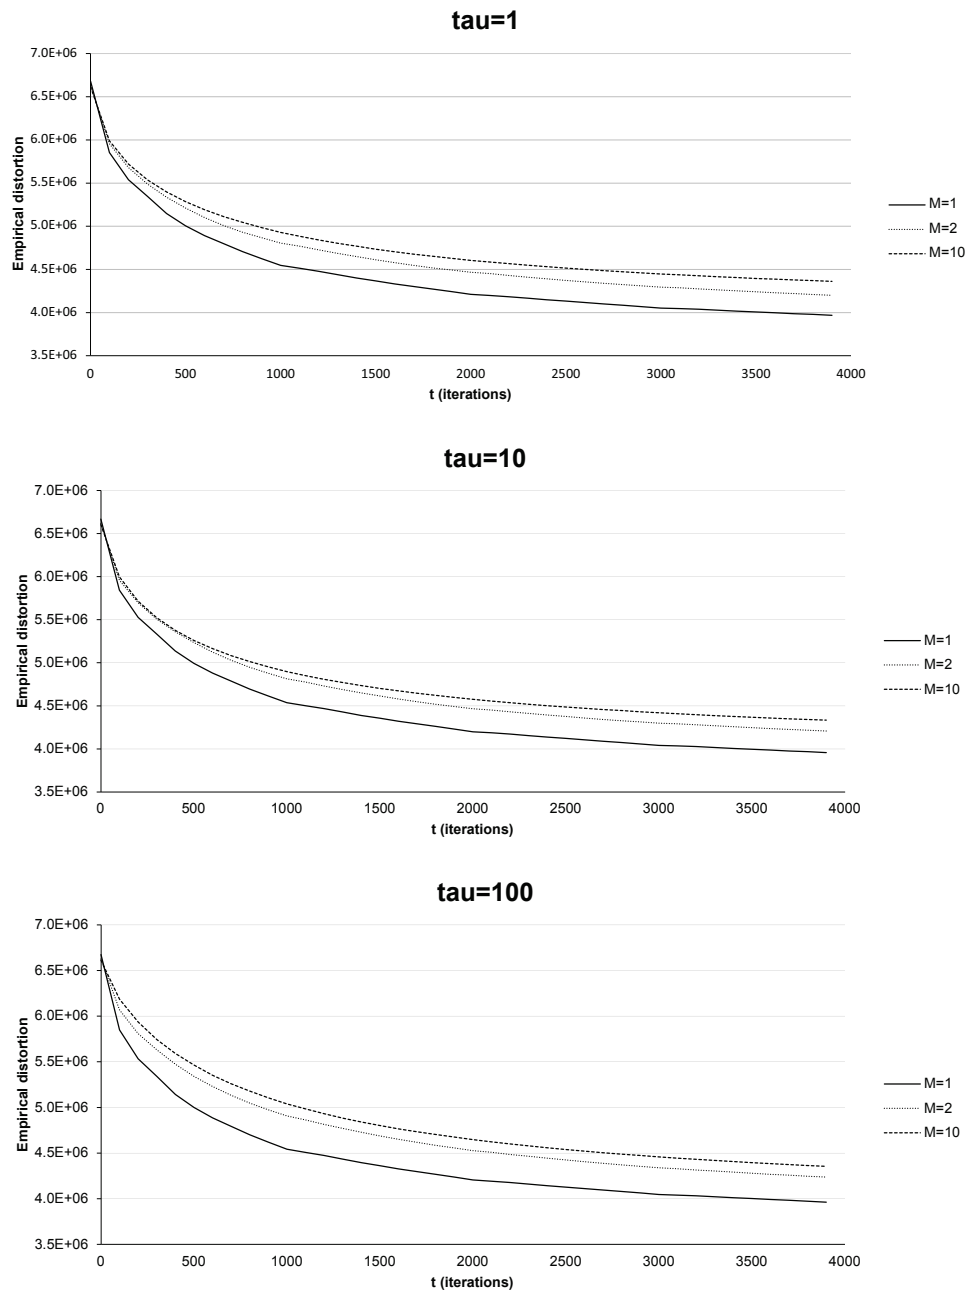 tau=1
7.0E+06
6.5E+06
6.0E+06
5.5E+06
5.0E+06
4.5E+06
4.0E+06
3.5E+06
Empirical distortion
0 500 1000 1500 2000 2500 3000 3500 4000
t (iterations)
M=1
M=2
M=10
tau=10
7.0E+06
6.5E+06
6.0E+06
5.5E+06
5.0E+06
4.5E+06
4.0E+06
3.5E+06
Empirical distortion
0 500 1000 1500 2000 2500 3000 3500 4000
t (iterations)
M=1
M=2
M=10
tau=100
7.0E+06
6.5E+06
6.0E+06
5.5E+06
5.0E+06
4.5E+06
4.0E+06
3.5E+06
Empirical distortion
0 500 1000 1500 2000 2500 3000 3500 4000
t (iterations)
M=1
M=2
M=10